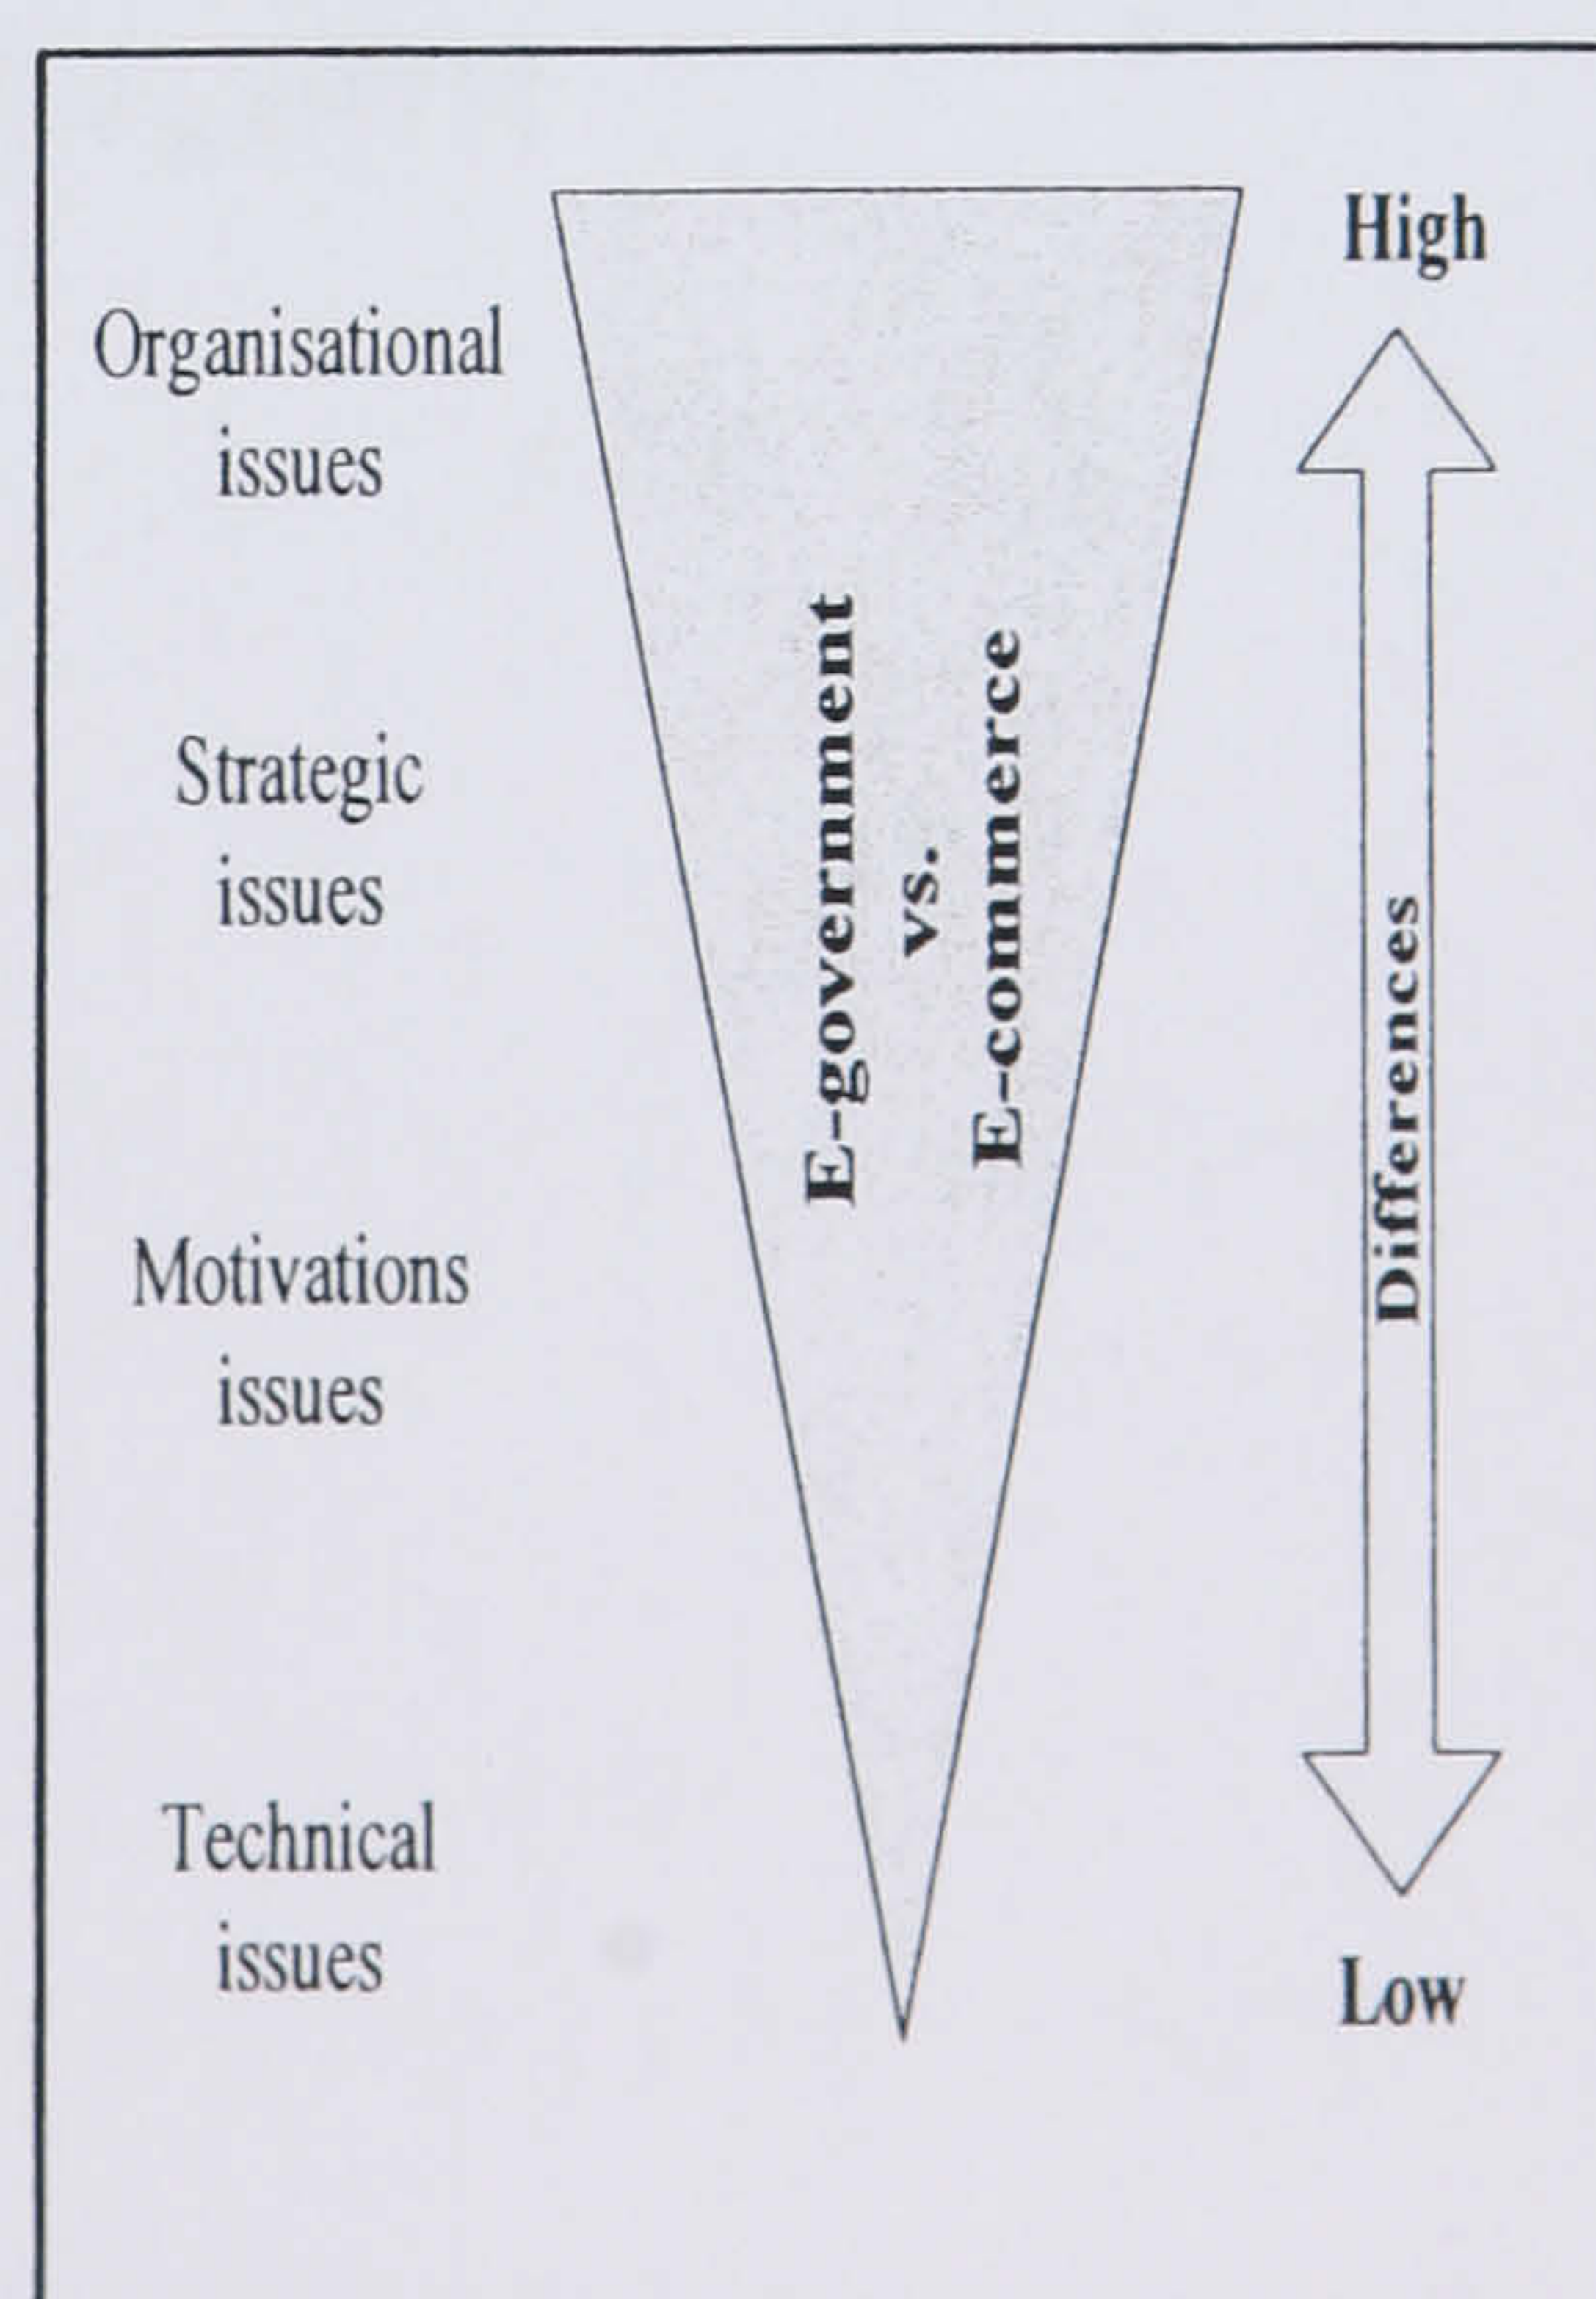 High
Organisational
issues
Strategic
issues
E-government
vs.
E-commerce
Differences
Motivations
issues
Technical
issues
Low